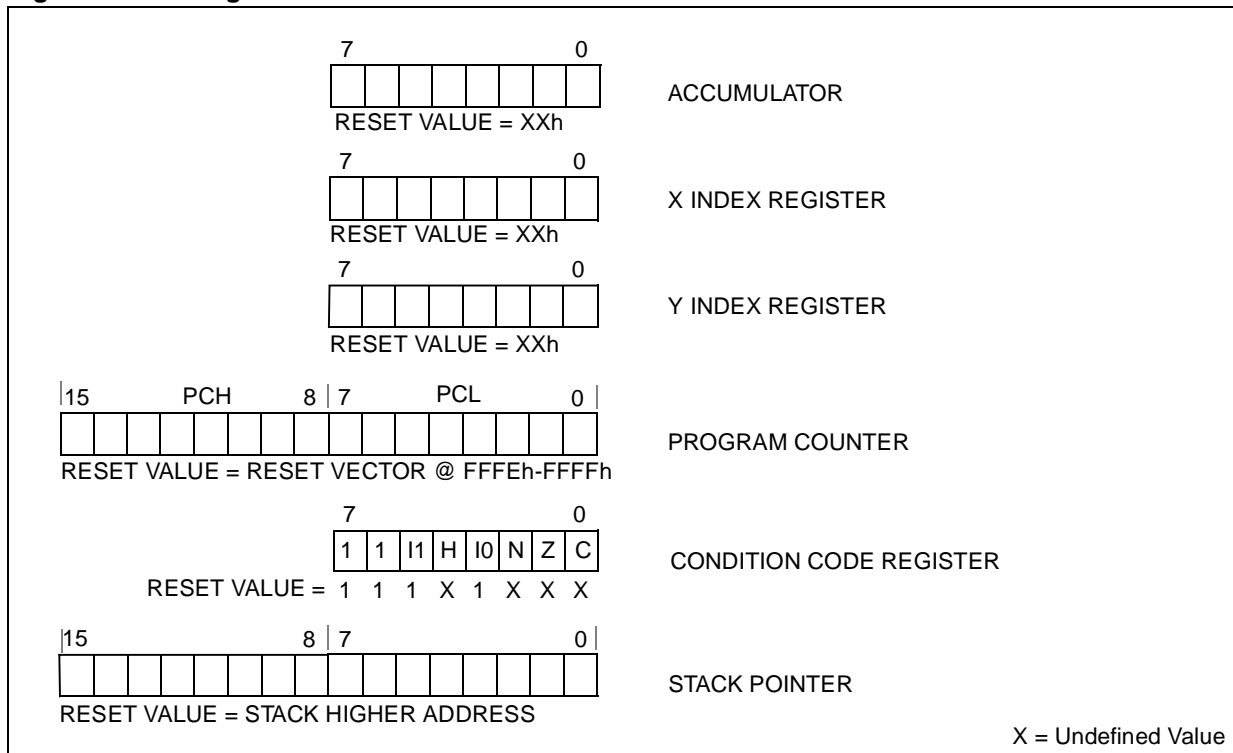 7 0
ACCUMULATOR
RESET VALUE = XXh
7 0
X INDEX REGISTER
RESET VALUE = XXh
7 0
Y INDEX REGISTER
RESET VALUE = XXh
15 PCH 8 7 PCL 0
PROGRAM COUNTER
RESET VALUE = RESET VECTOR @ FFFEh-FFFFh
7 0
1 1 I1 H I0 N Z C
CONDITION CODE REGISTER
RESET VALUE = 1 1 1 X 1 X X X
15 8 7 0
STACK POINTER
RESET VALUE = STACK HIGHER ADDRESS
X = Undefined Value